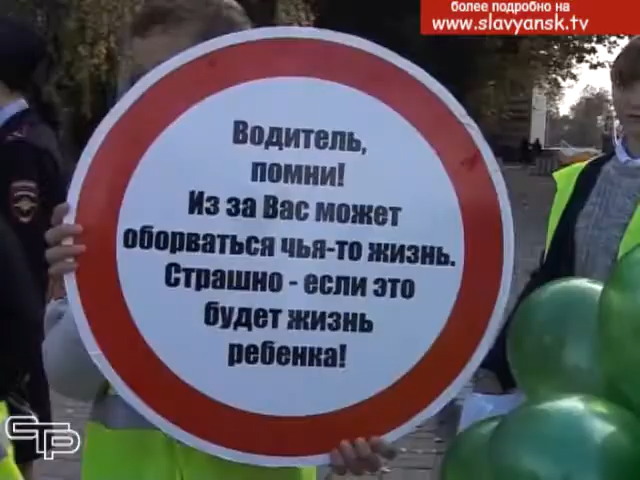 более подробно на
www.slavyansk.tv
Водитель,
помни!
Из за Вас может
оборваться чья-то жизнь.
Страшно - если это
будет жизнь
ребенка!
СТР